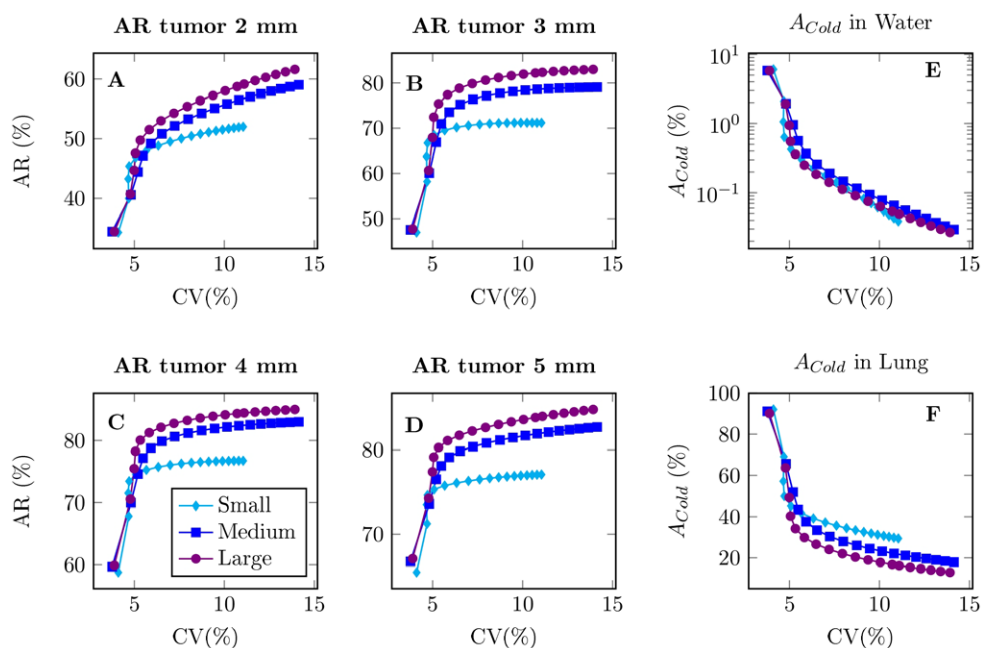 AR tumor 2 mm
A
60
50
40
AR (%)
5
10
15
CV(%)
AR tumor 3 mm
B
80
70
60
50
5
10
15
CV(%)
A_Cold in Water
E
10^1
10^0
10^−1
A_Cold (%)
5
10
15
CV(%)
AR tumor 4 mm
C
80
70
60
AR (%)
Small
Medium
Large
5
10
15
CV(%)
AR tumor 5 mm
D
80
70
5
10
15
CV(%)
A_Cold in Lung
F
100
80
60
40
20
0
A_Cold (%)
5
10
15
CV(%)